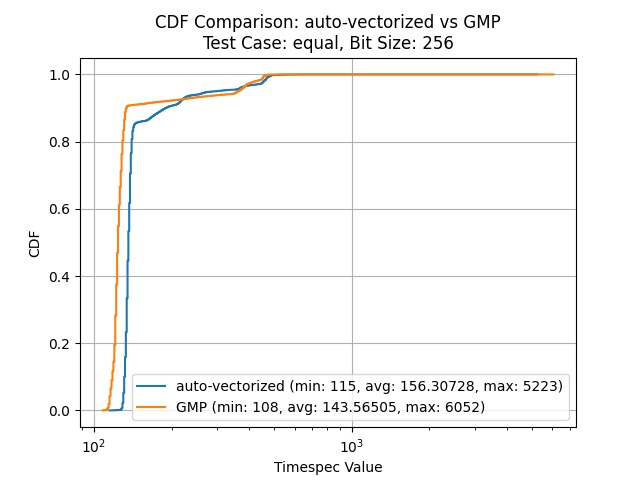 CDF Comparison: auto-vectorized vs GMP
Test Case: equal, Bit Size: 256
1.0
0.8
0.6
0.4
0.2
0.0
CDF
auto-vectorized (min: 115, avg: 156.30728, max: 5223)
GMP (min: 108, avg: 143.56505, max: 6052)
10²
10³
Timespec Value